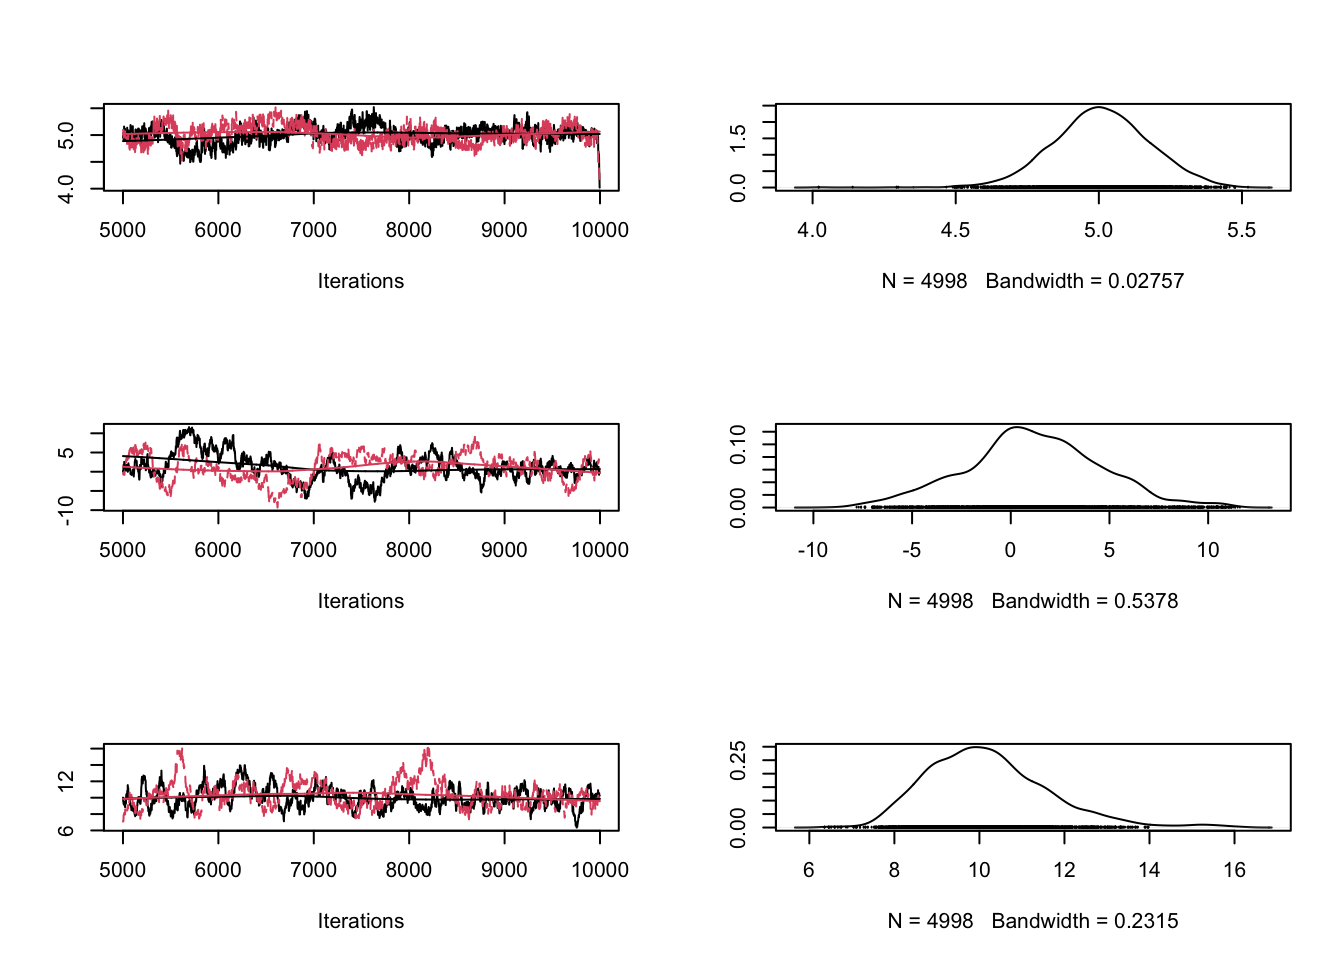 4.0 5.0
5000 6000 7000 8000 9000 10000
Iterations
0.0 1.5
4.0 4.5 5.0 5.5
N = 4998 Bandwidth = 0.02757
-10 5
5000 6000 7000 8000 9000 10000
Iterations
0.00 0.10
-10 -5 0 5 10
N = 4998 Bandwidth = 0.5378
6 12
5000 6000 7000 8000 9000 10000
Iterations
0.00 0.25
6 8 10 12 14 16
N = 4998 Bandwidth = 0.2315